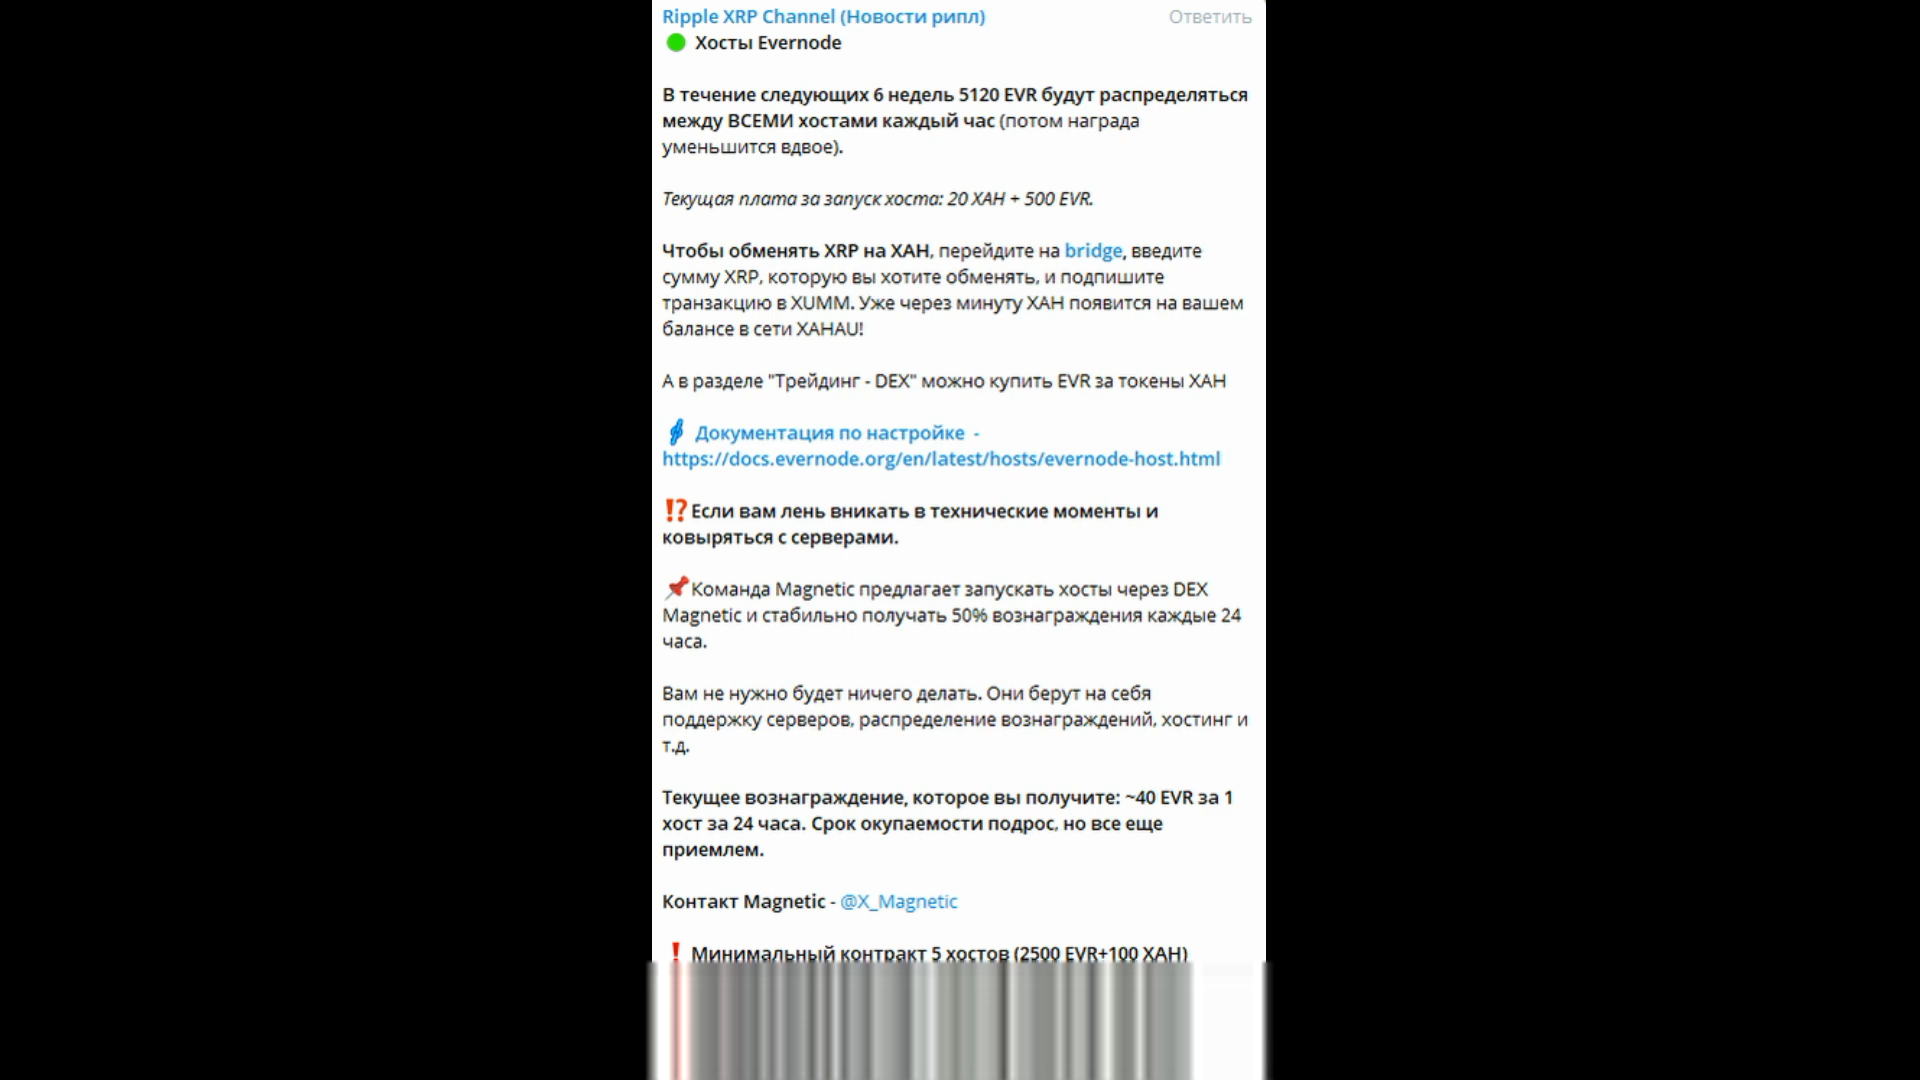 Ripple XRP Channel (Новости рипл)
Ответить
Хосты Evernode
В течение следующих 6 недель 5120 EVR будут распределяться
между ВСЕМИ хостами каждый час (потом награда
уменьшится вдвое).
Текущая плата за запуск хоста: 20 XAH + 500 EVR.
Чтобы обменять XRP на XAH, перейдите на bridge, введите
сумму XRP, которую вы хотите обменять, и подпишите
транзакцию в XUMM. Уже через минуту XAH появится на вашем
балансе в сети XAHAU!
А в разделе "Трейдинг - DEX" можно купить EVR за токены XAH
Документация по настройке -
https://docs.evernode.org/en/latest/hosts/evernode-host.html
⁉Если вам лень вникать в технические моменты и
ковыряться с серверами.
Команда Magnetic предлагает запускать хосты через DEX
Magnetic и стабильно получать 50% вознаграждения каждые 24
часа.
Вам не нужно будет ничего делать. Они берут на себя
поддержку серверов, распределение вознаграждений, хостинг и
т.д.
Текущее вознаграждение, которое вы получите: ~40 EVR за 1
хост за 24 часа. Срок окупаемости подрос, но все еще
приемлем.
Контакт Magnetic - @X_Magnetic
❗ Минимальный контракт 5 хостов (2500 EVR+100 XAH)